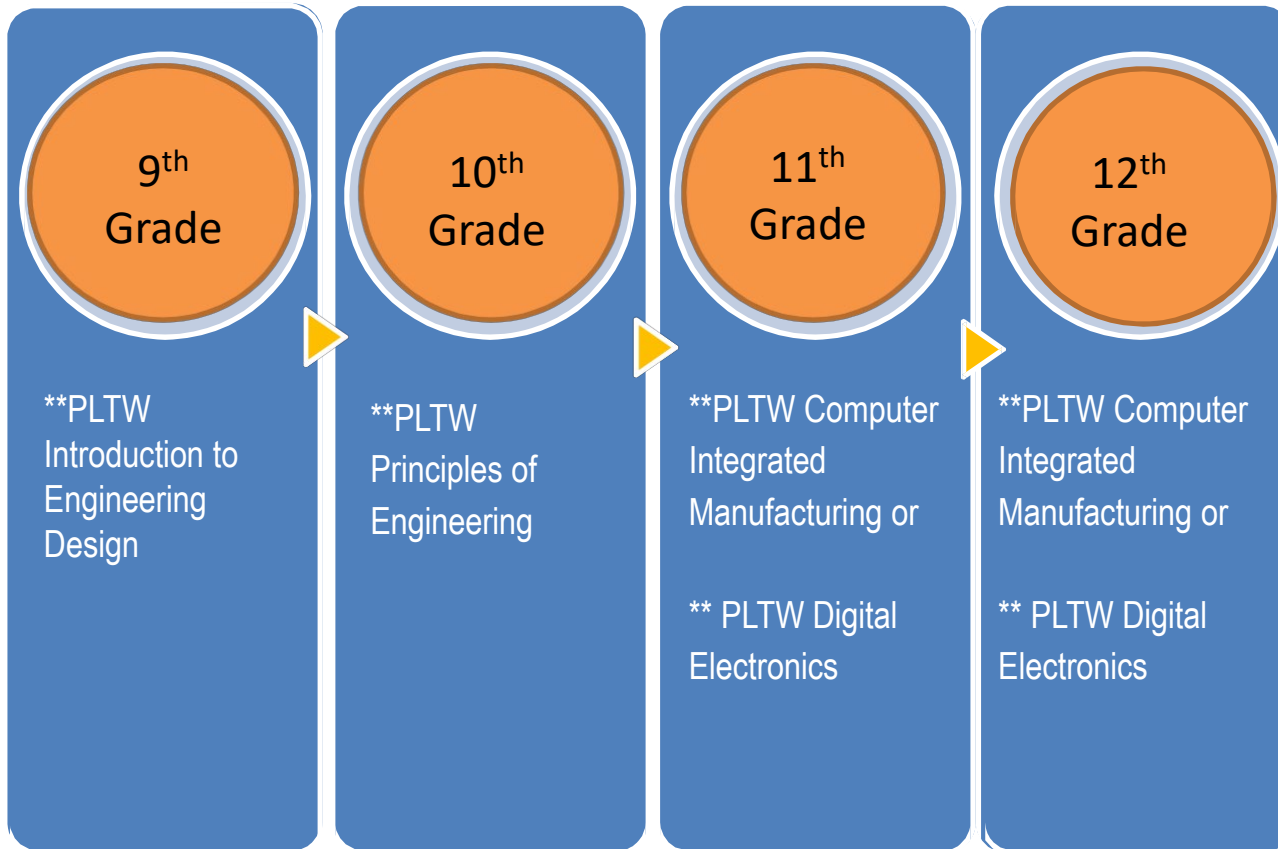 9th
Grade
**PLTW
Introduction to
Engineering
Design
10th
Grade
**PLTW
Principles of
Engineering
11th
Grade
**PLTW Computer
Integrated
Manufacturing or
** PLTW Digital
Electronics
12th
Grade
**PLTW Computer
Integrated
Manufacturing or
** PLTW Digital
Electronics